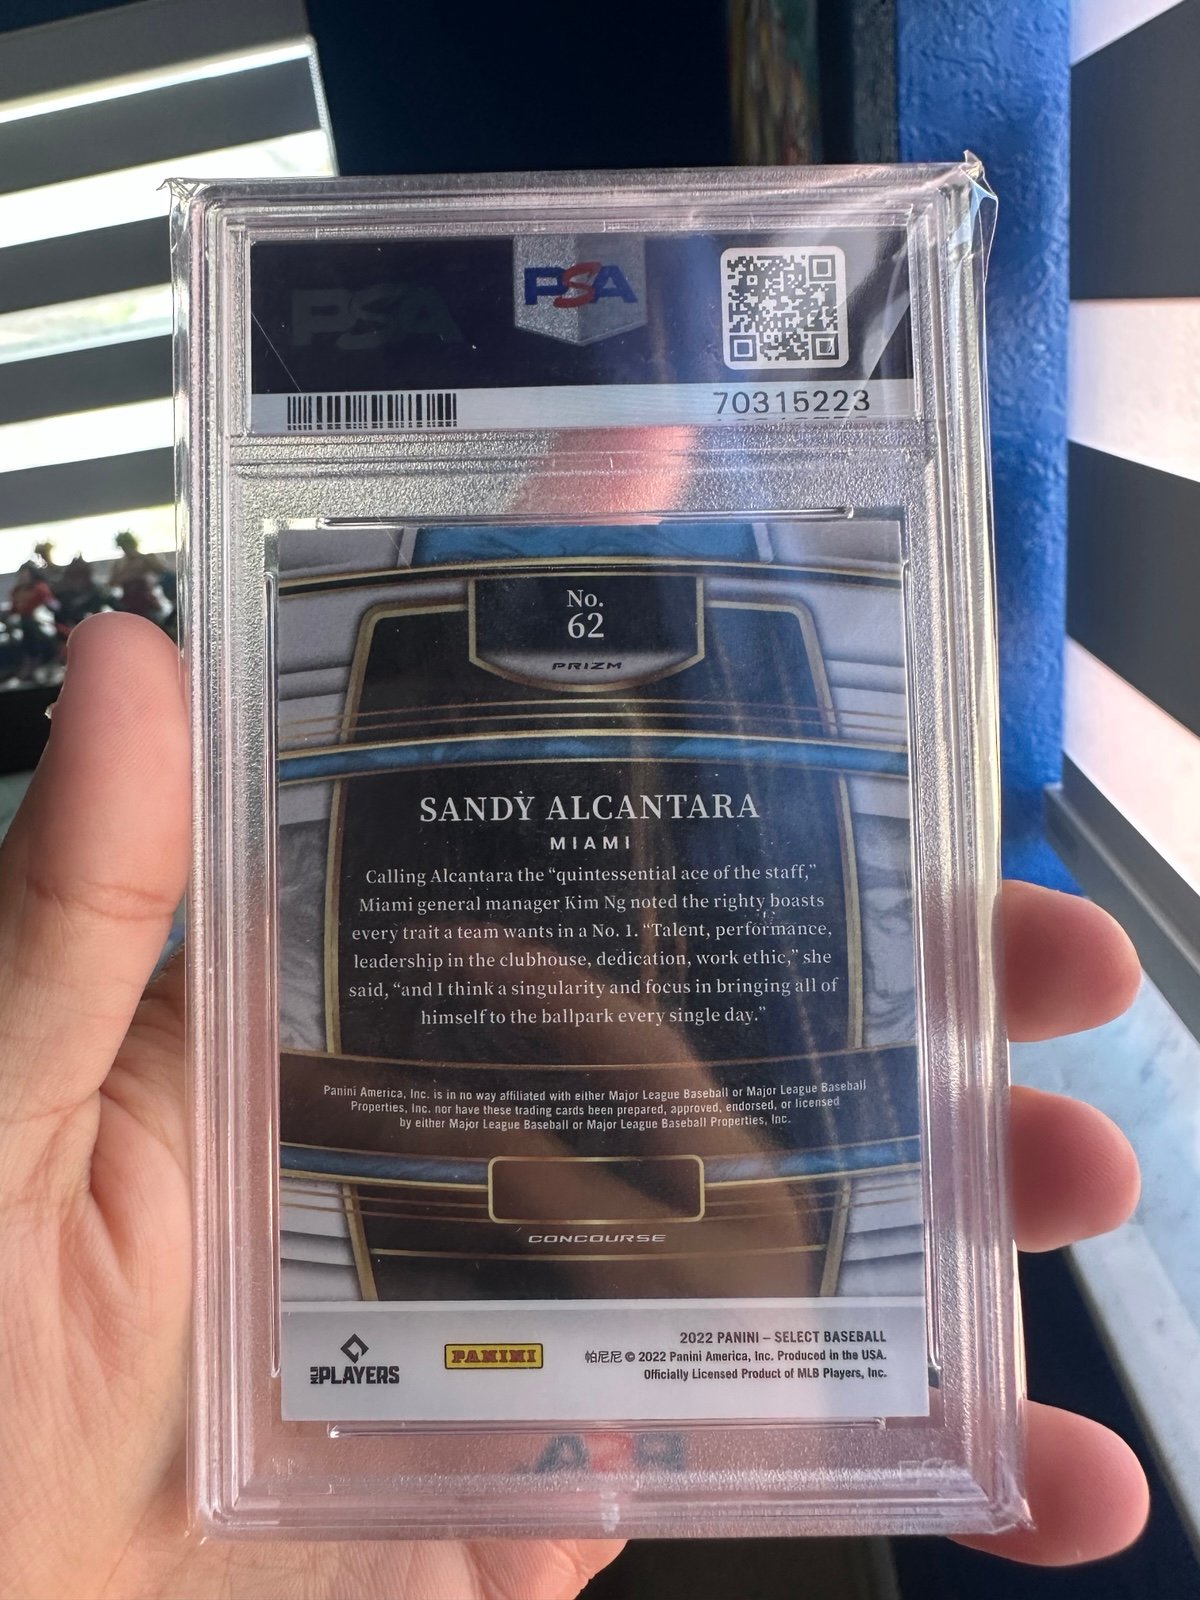 PSA
PSA
70315223
No.
62
PRIZM
SANDY ALCANTARA
MIAMI
Calling Alcantara the “quintessential ace of the staff,”
Miami general manager Kim Ng noted the righty boasts
every trait a team wants in a No. 1. “Talent, performance,
leadership in the clubhouse, dedication, work ethic,” she
said, “and I think a singularity and focus in bringing all of
himself to the ballpark every single day.”
Panini America, Inc. is in no way affiliated with either Major League Baseball or Major League Baseball
Properties, Inc. nor have these trading cards been prepared, approved, endorsed, or licensed
by either Major League Baseball or Major League Baseball Properties, Inc.
CONCOURSE
MLB PLAYERS
PANINI
2022 PANINI – SELECT BASEBALL
帕尼尼 © 2022 Panini America, Inc. Produced in the USA.
Officially Licensed Product of MLB Players, Inc.
PSA